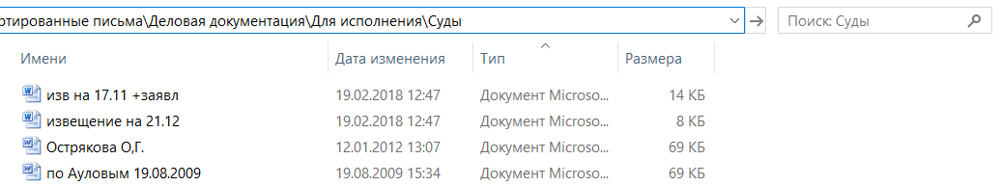 ртированные письма\Деловая документация\Для исполнения\Суды Поиск: Суды
Имени Дата изменения Тип Размера
изв на 17.11 +заявл 19.02.2018 12:47 Документ Microso... 14 КБ
извещение на 21.12 19.02.2018 12:47 Документ Microso... 8 КБ
Острякова О,Г. 12.01.2012 13:07 Документ Microso... 69 КБ
по Ауловым 19.08.2009 19.08.2009 15:34 Документ Microso... 69 КБ